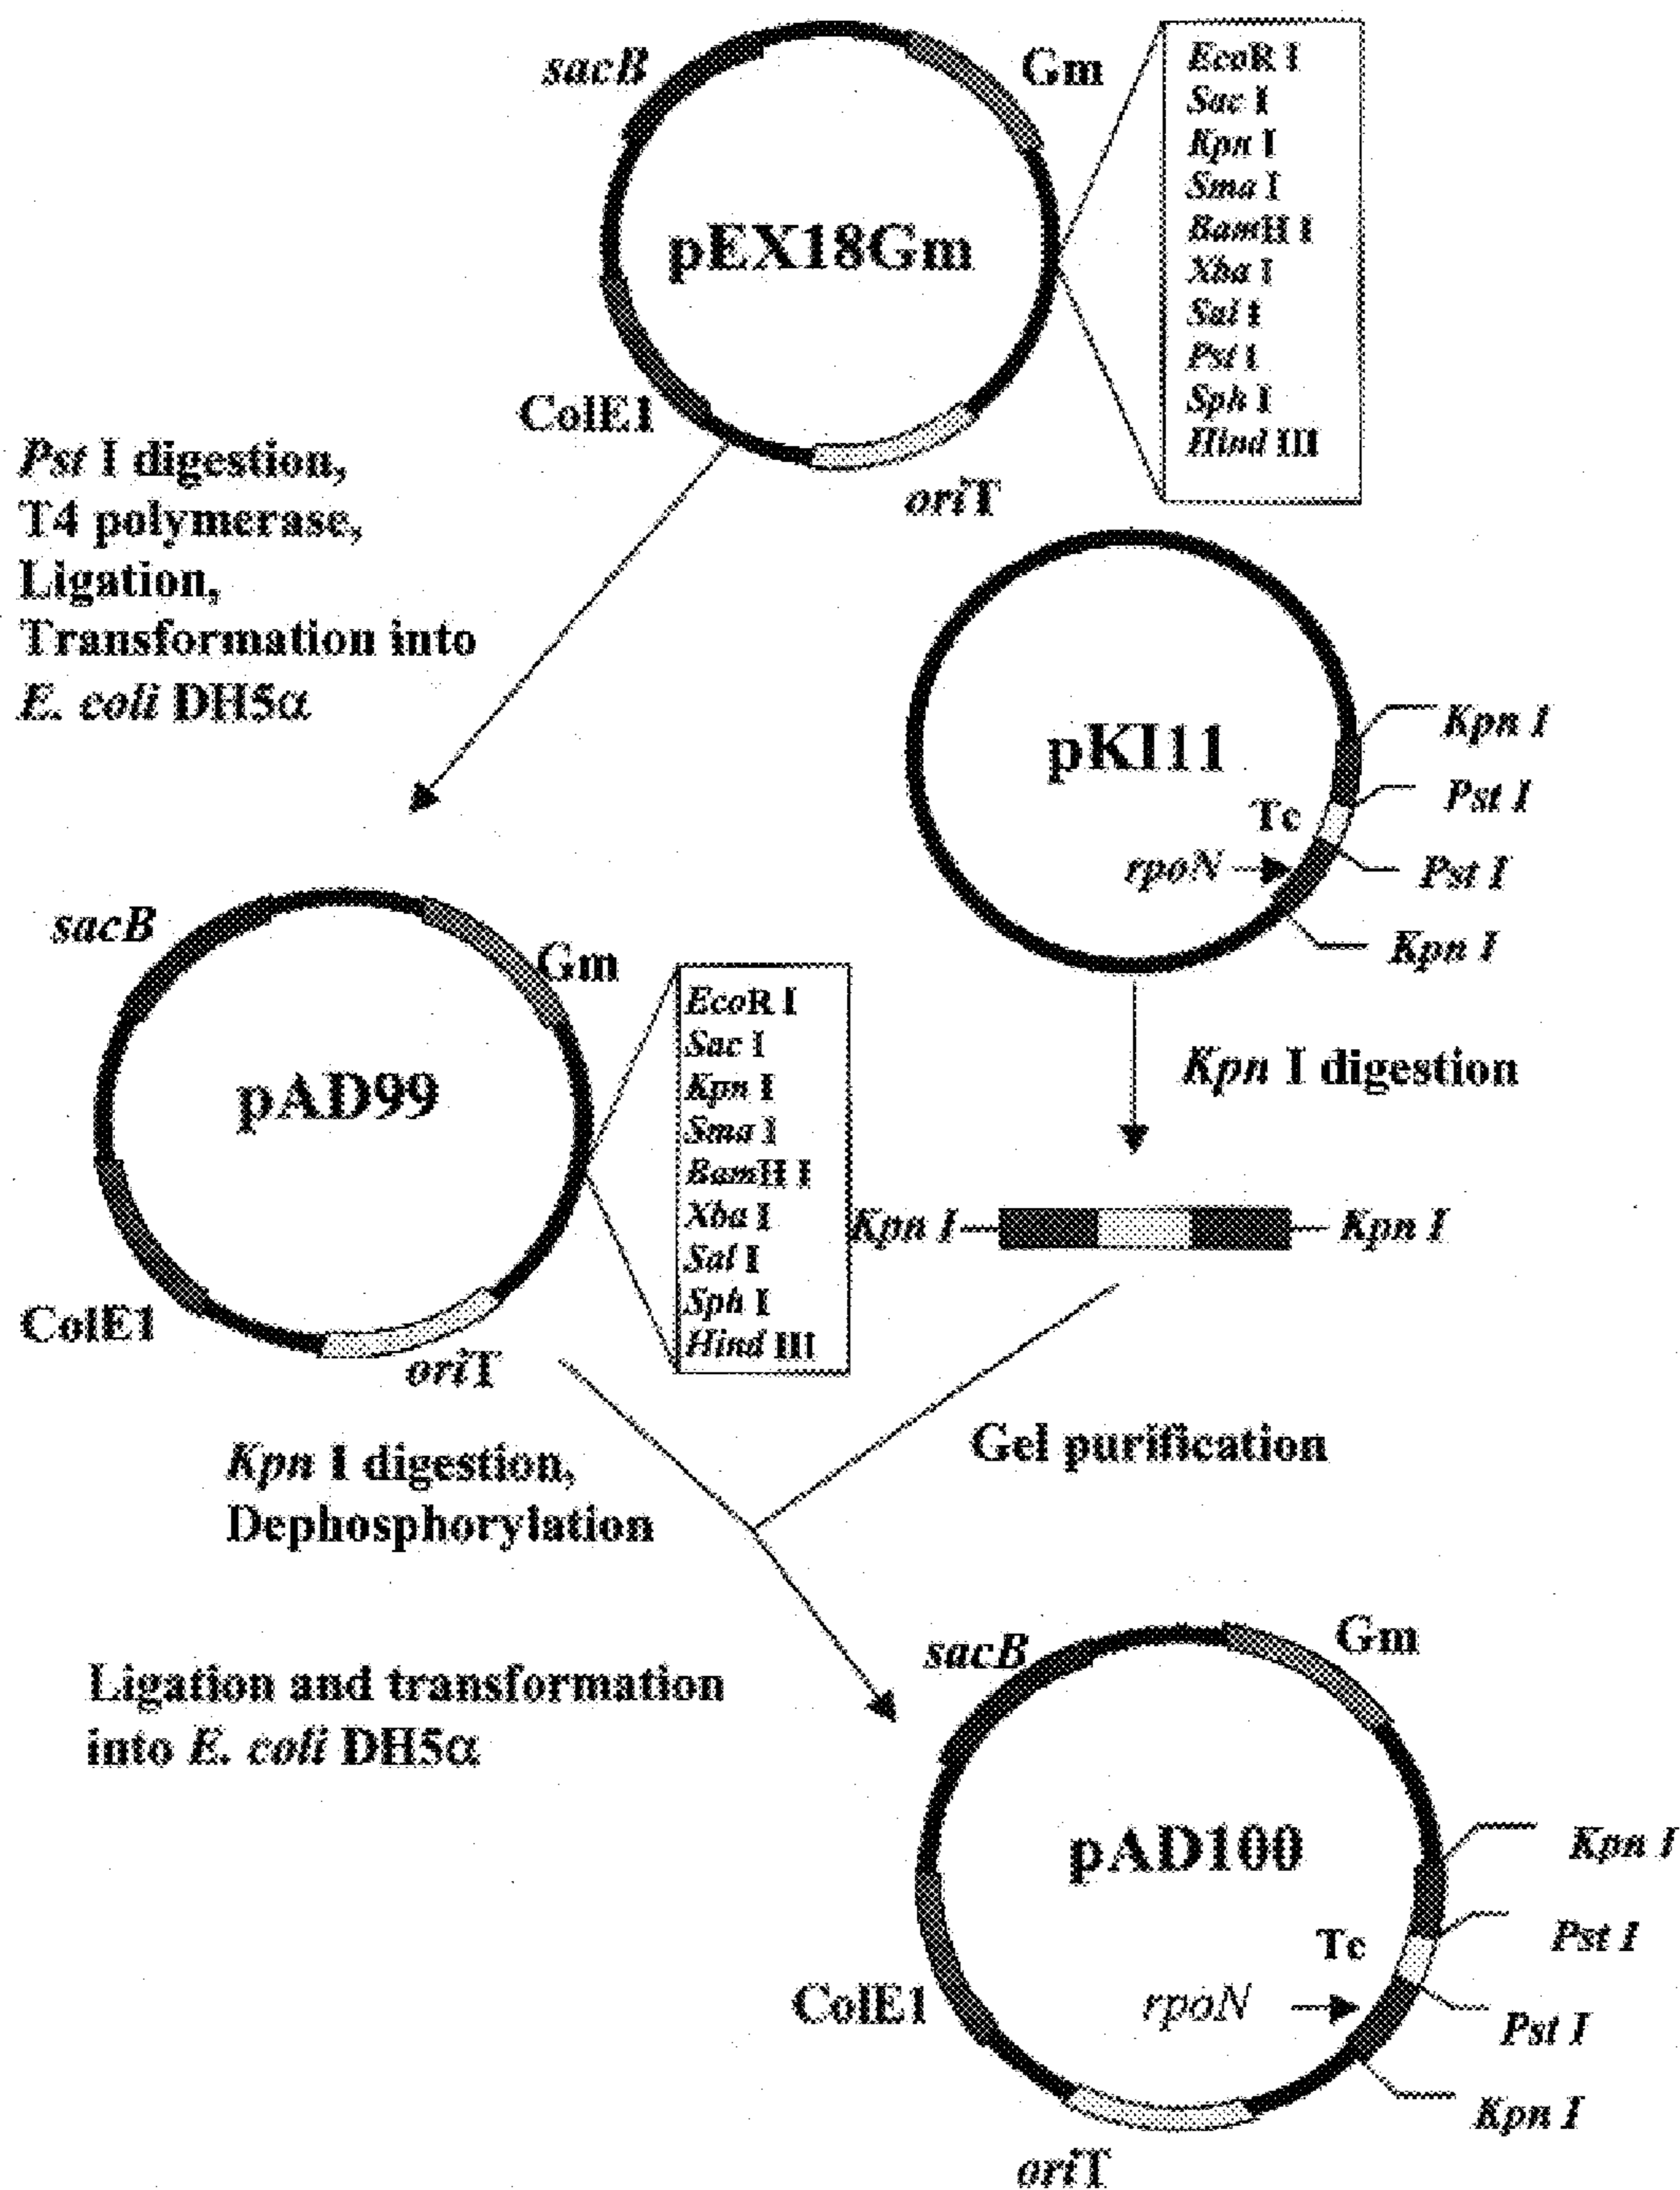 sacB
Gm
pEX18Gm
ColE1
oriT
EcoR I
Sac I
Kpn I
Sma I
BamH I
Xba I
Sal I
Pst I
Sph I
Hind III
Pst I digestion,
T4 polymerase,
Ligation,
Transformation into
E. coli DH5α
pKI11
Kpn I
Pst I
Tc
rpoN
Pst I
Kpn I
sacB
Gm
pAD99
ColE1
oriT
EcoR I
Sac I
Kpn I
Sma I
BamH I
Xba I
Sal I
Sph I
Hind III
Kpn I digestion
Kpn I
Kpn I
Kpn I digestion,
Dephosphorylation
Gel purification
Ligation and transformation
into E. coli DH5α
sacB
Gm
pAD100
Kpn I
Pst I
Tc
rpoN
Pst I
Kpn I
ColE1
oriT